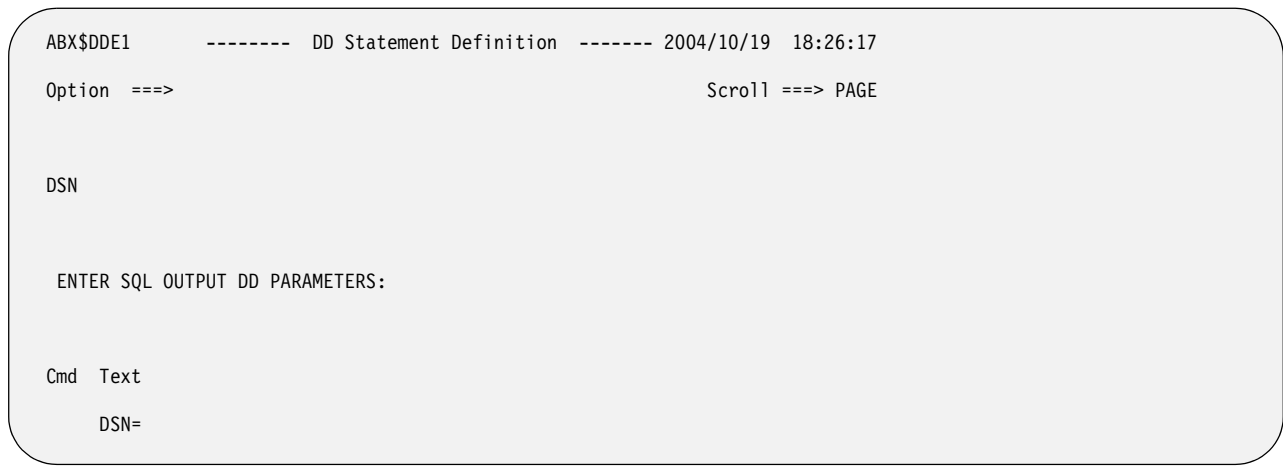 ABX$DDE1 -------- DD Statement Definition ------- 2004/10/19 18:26:17
Option ===> Scroll ===> PAGE
DSN
ENTER SQL OUTPUT DD PARAMETERS:
Cmd Text
DSN=